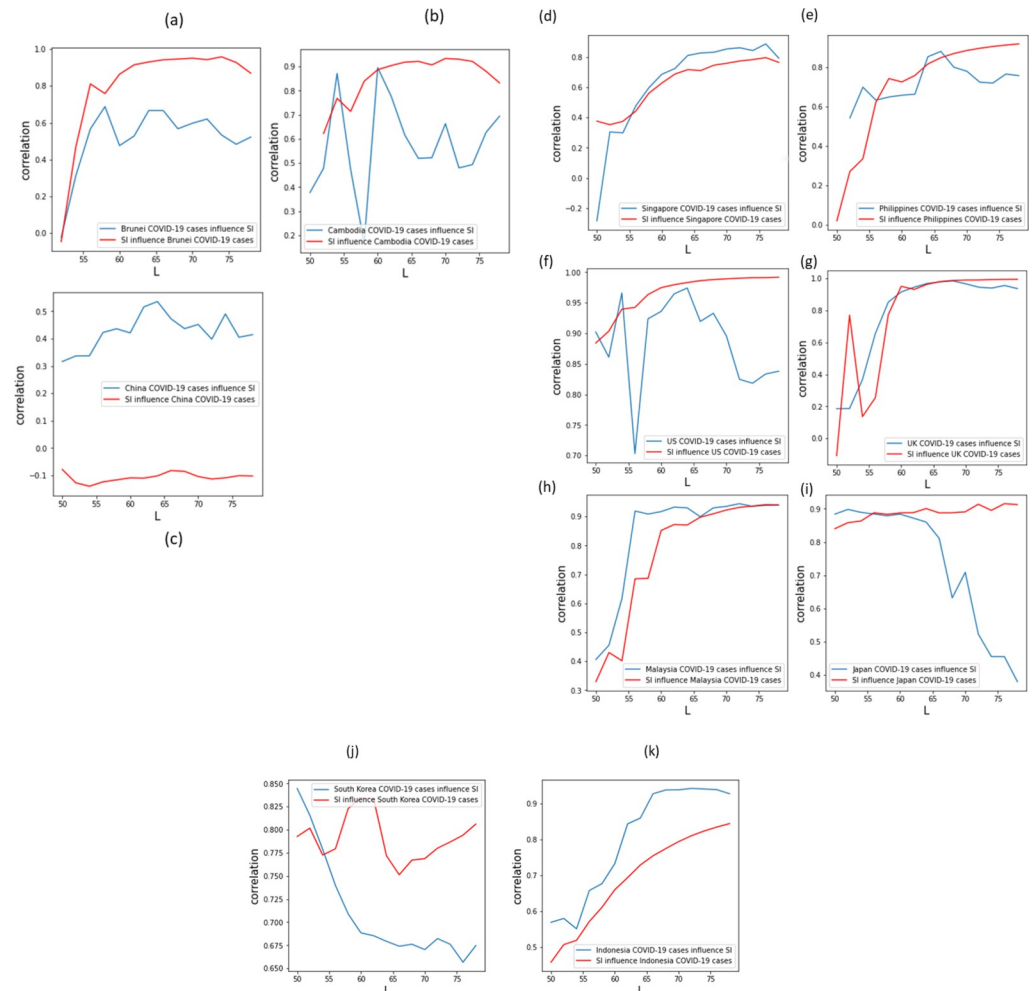 (a)
1.0
0.8
0.6
0.4
0.2
0.0
correlation
Brunei COVID-19 cases influence SI
SI influence Brunei COVID-19 cases
55 60 65 70 75
L
(b)
0.9
0.8
0.7
0.6
0.5
0.4
0.3
0.2
correlation
Cambodia COVID-19 cases influence SI
SI influence Cambodia COVID-19 cases
50 55 60 65 70 75
L
0.5
0.4
0.3
0.2
0.1
0.0
−0.1
correlation
China COVID-19 cases influence SI
SI influence China COVID-19 cases
50 55 60 65 70 75
L
(c)
(d)
1.0
0.8
0.6
0.4
0.2
0.0
−0.2
correlation
Singapore COVID-19 cases influence SI
SI influence Singapore COVID-19 cases
50 55 60 65 70 75
L
(e)
0.8
0.6
0.4
0.2
0.0
correlation
Philippines COVID-19 cases influence SI
SI influence Philippines COVID-19 cases
50 55 60 65 70 75
L
(f)
1.00
0.95
0.90
0.85
0.80
0.75
0.70
correlation
US COVID-19 cases influence SI
SI influence US COVID-19 cases
50 55 60 65 70 75
L
(g)
1.0
0.8
0.6
0.4
0.2
0.0
correlation
UK COVID-19 cases influence SI
SI influence UK COVID-19 cases
50 55 60 65 70 75
L
(h)
0.9
0.8
0.7
0.6
0.5
0.4
0.3
correlation
Malaysia COVID-19 cases influence SI
SI influence Malaysia COVID-19 cases
50 55 60 65 70 75
L
(i)
0.9
0.8
0.7
0.6
0.5
0.4
correlation
Japan COVID-19 cases influence SI
SI influence Japan COVID-19 cases
50 55 60 65 70 75
L
(j)
0.850
0.825
0.800
0.775
0.750
0.725
0.700
0.675
0.650
correlation
South Korea COVID-19 cases influence SI
SI influence South Korea COVID-19 cases
50 55 60 65 70 75
L
(k)
0.9
0.8
0.7
0.6
0.5
correlation
Indonesia COVID-19 cases influence SI
SI influence Indonesia COVID-19 cases
50 55 60 65 70 75
L